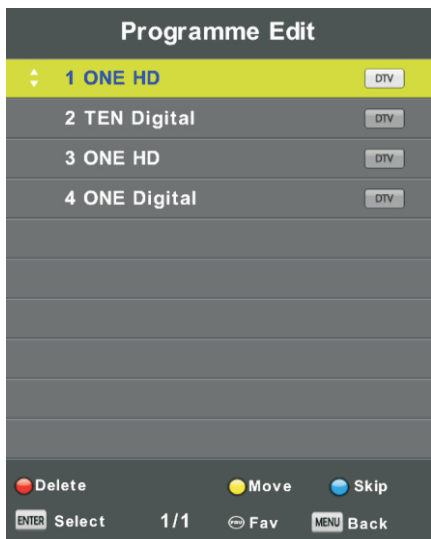 Programme Edit
1 ONE HD DTV
2 TEN Digital DTV
3 ONE HD DTV
4 ONE Digital DTV
Delete Move Skip
ENTER Select 1/1 Fav MENU Back